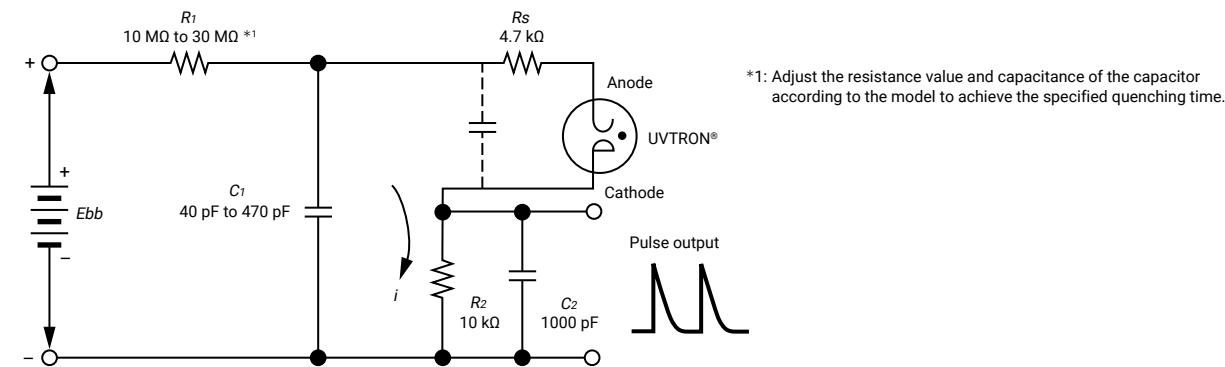 R1
10 MΩ to 30 MΩ *1
Rs
4.7 kΩ
+
*1: Adjust the resistance value and capacitance of the capacitor
according to the model to achieve the specified quenching time.
Anode
UVTRON®
+
Ebb
−
C1
40 pF to 470 pF
Cathode
Pulse output
i
R2
10 kΩ
C2
1000 pF
−